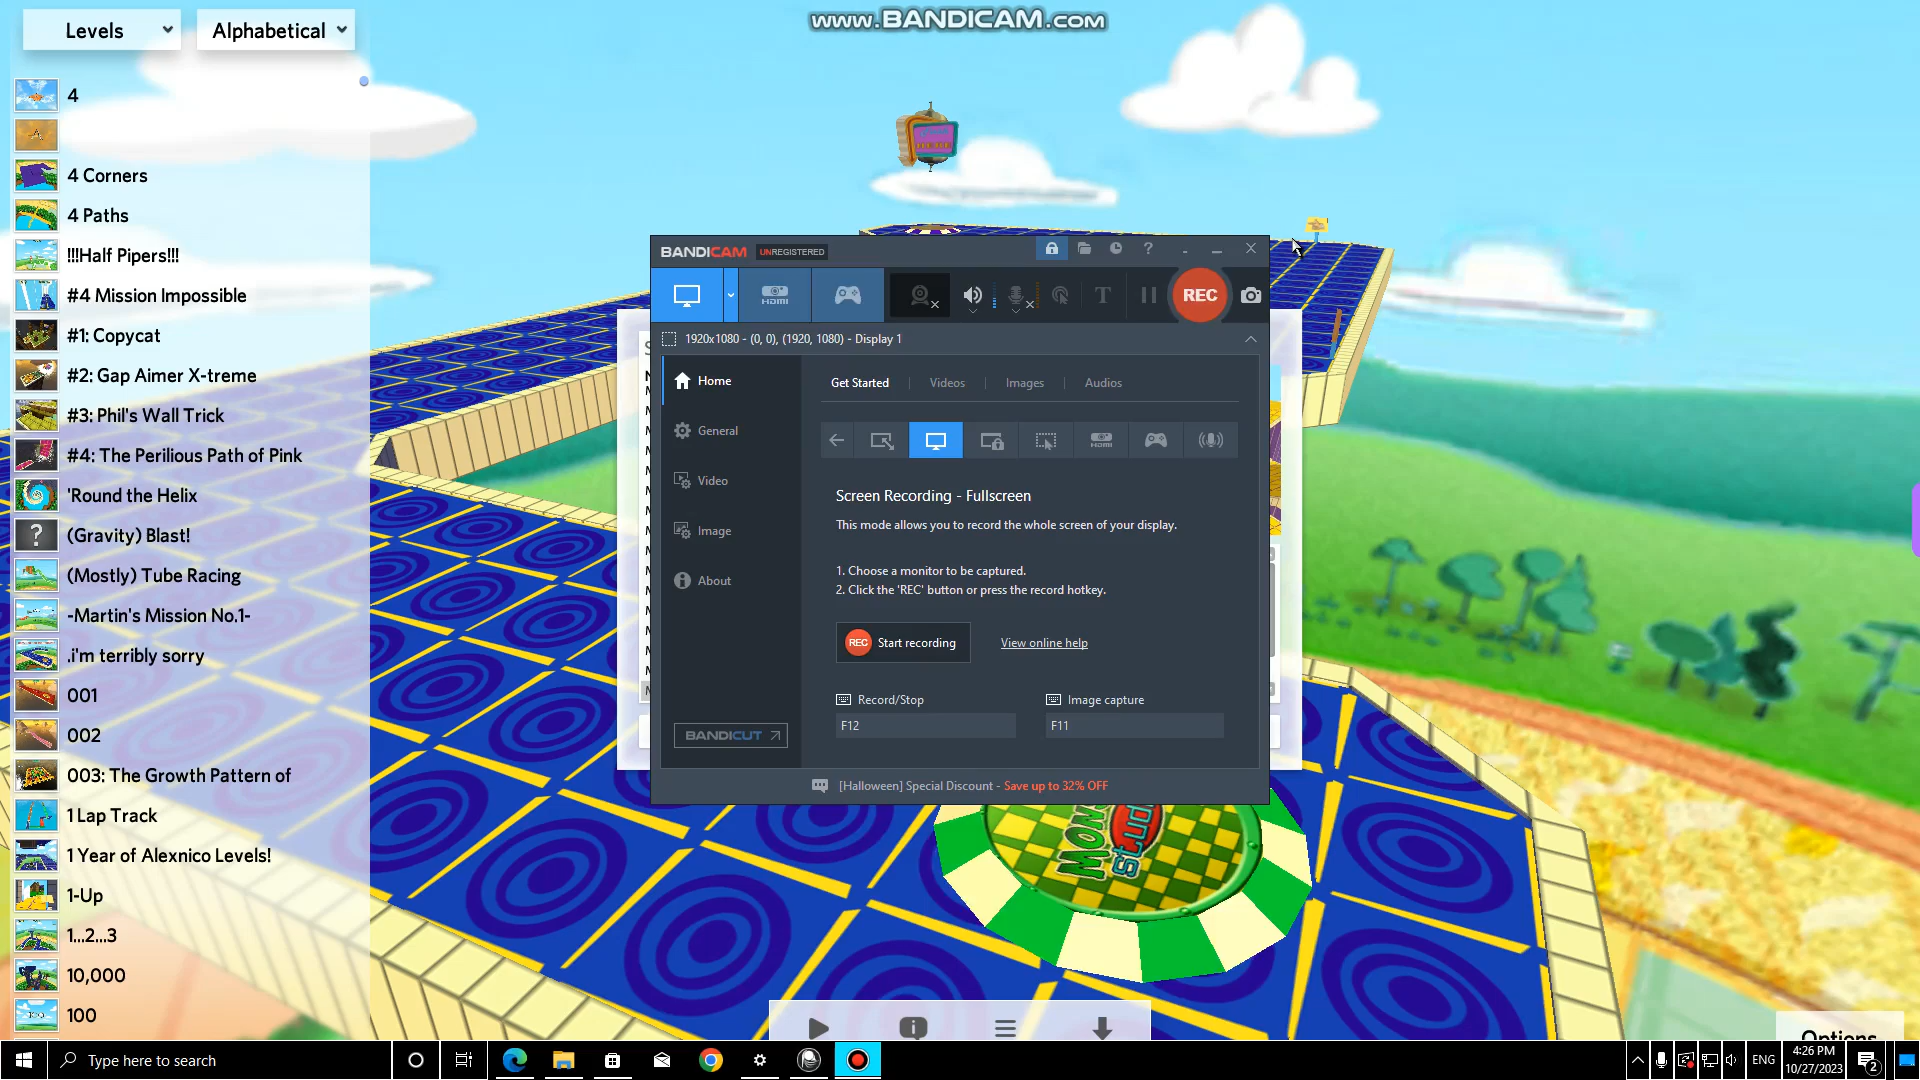 www.BANDICAM.com
Levels
Alphabetical
4
4 Corners
4 Paths
!!!Half Pipers!!!
#4 Mission Impossible
#1: Copycat
#2: Gap Aimer X-treme
#3: Phil's Wall Trick
#4: The Perilious Path of Pink
'Round the Helix
?
(Gravity) Blast!
(Mostly) Tube Racing
-Martin's Mission No.1-
.i'm terribly sorry
001
002
003: The Growth Pattern of
1 Lap Track
1 Year of Alexnico Levels!
1-Up
1...2...3
10,000
100
BANDICAM UNREGISTERED
?
HDMI
T
REC
1920x1080 - (0, 0), (1920, 1080) - Display 1
Home
General
Video
Image
About
BANDICUT
Get Started
Videos
Images
Audios
HDMI
Screen Recording - Fullscreen
This mode allows you to record the whole screen of your display.
1. Choose a monitor to be captured.
2. Click the 'REC' button or press the record hotkey.
REC Start recording
View online help
Record/Stop
F12
Image capture
F11
[Halloween] Special Discount - Save up to 32% OFF
Options
Type here to search
ENG
4:26 PM
10/27/2023
2